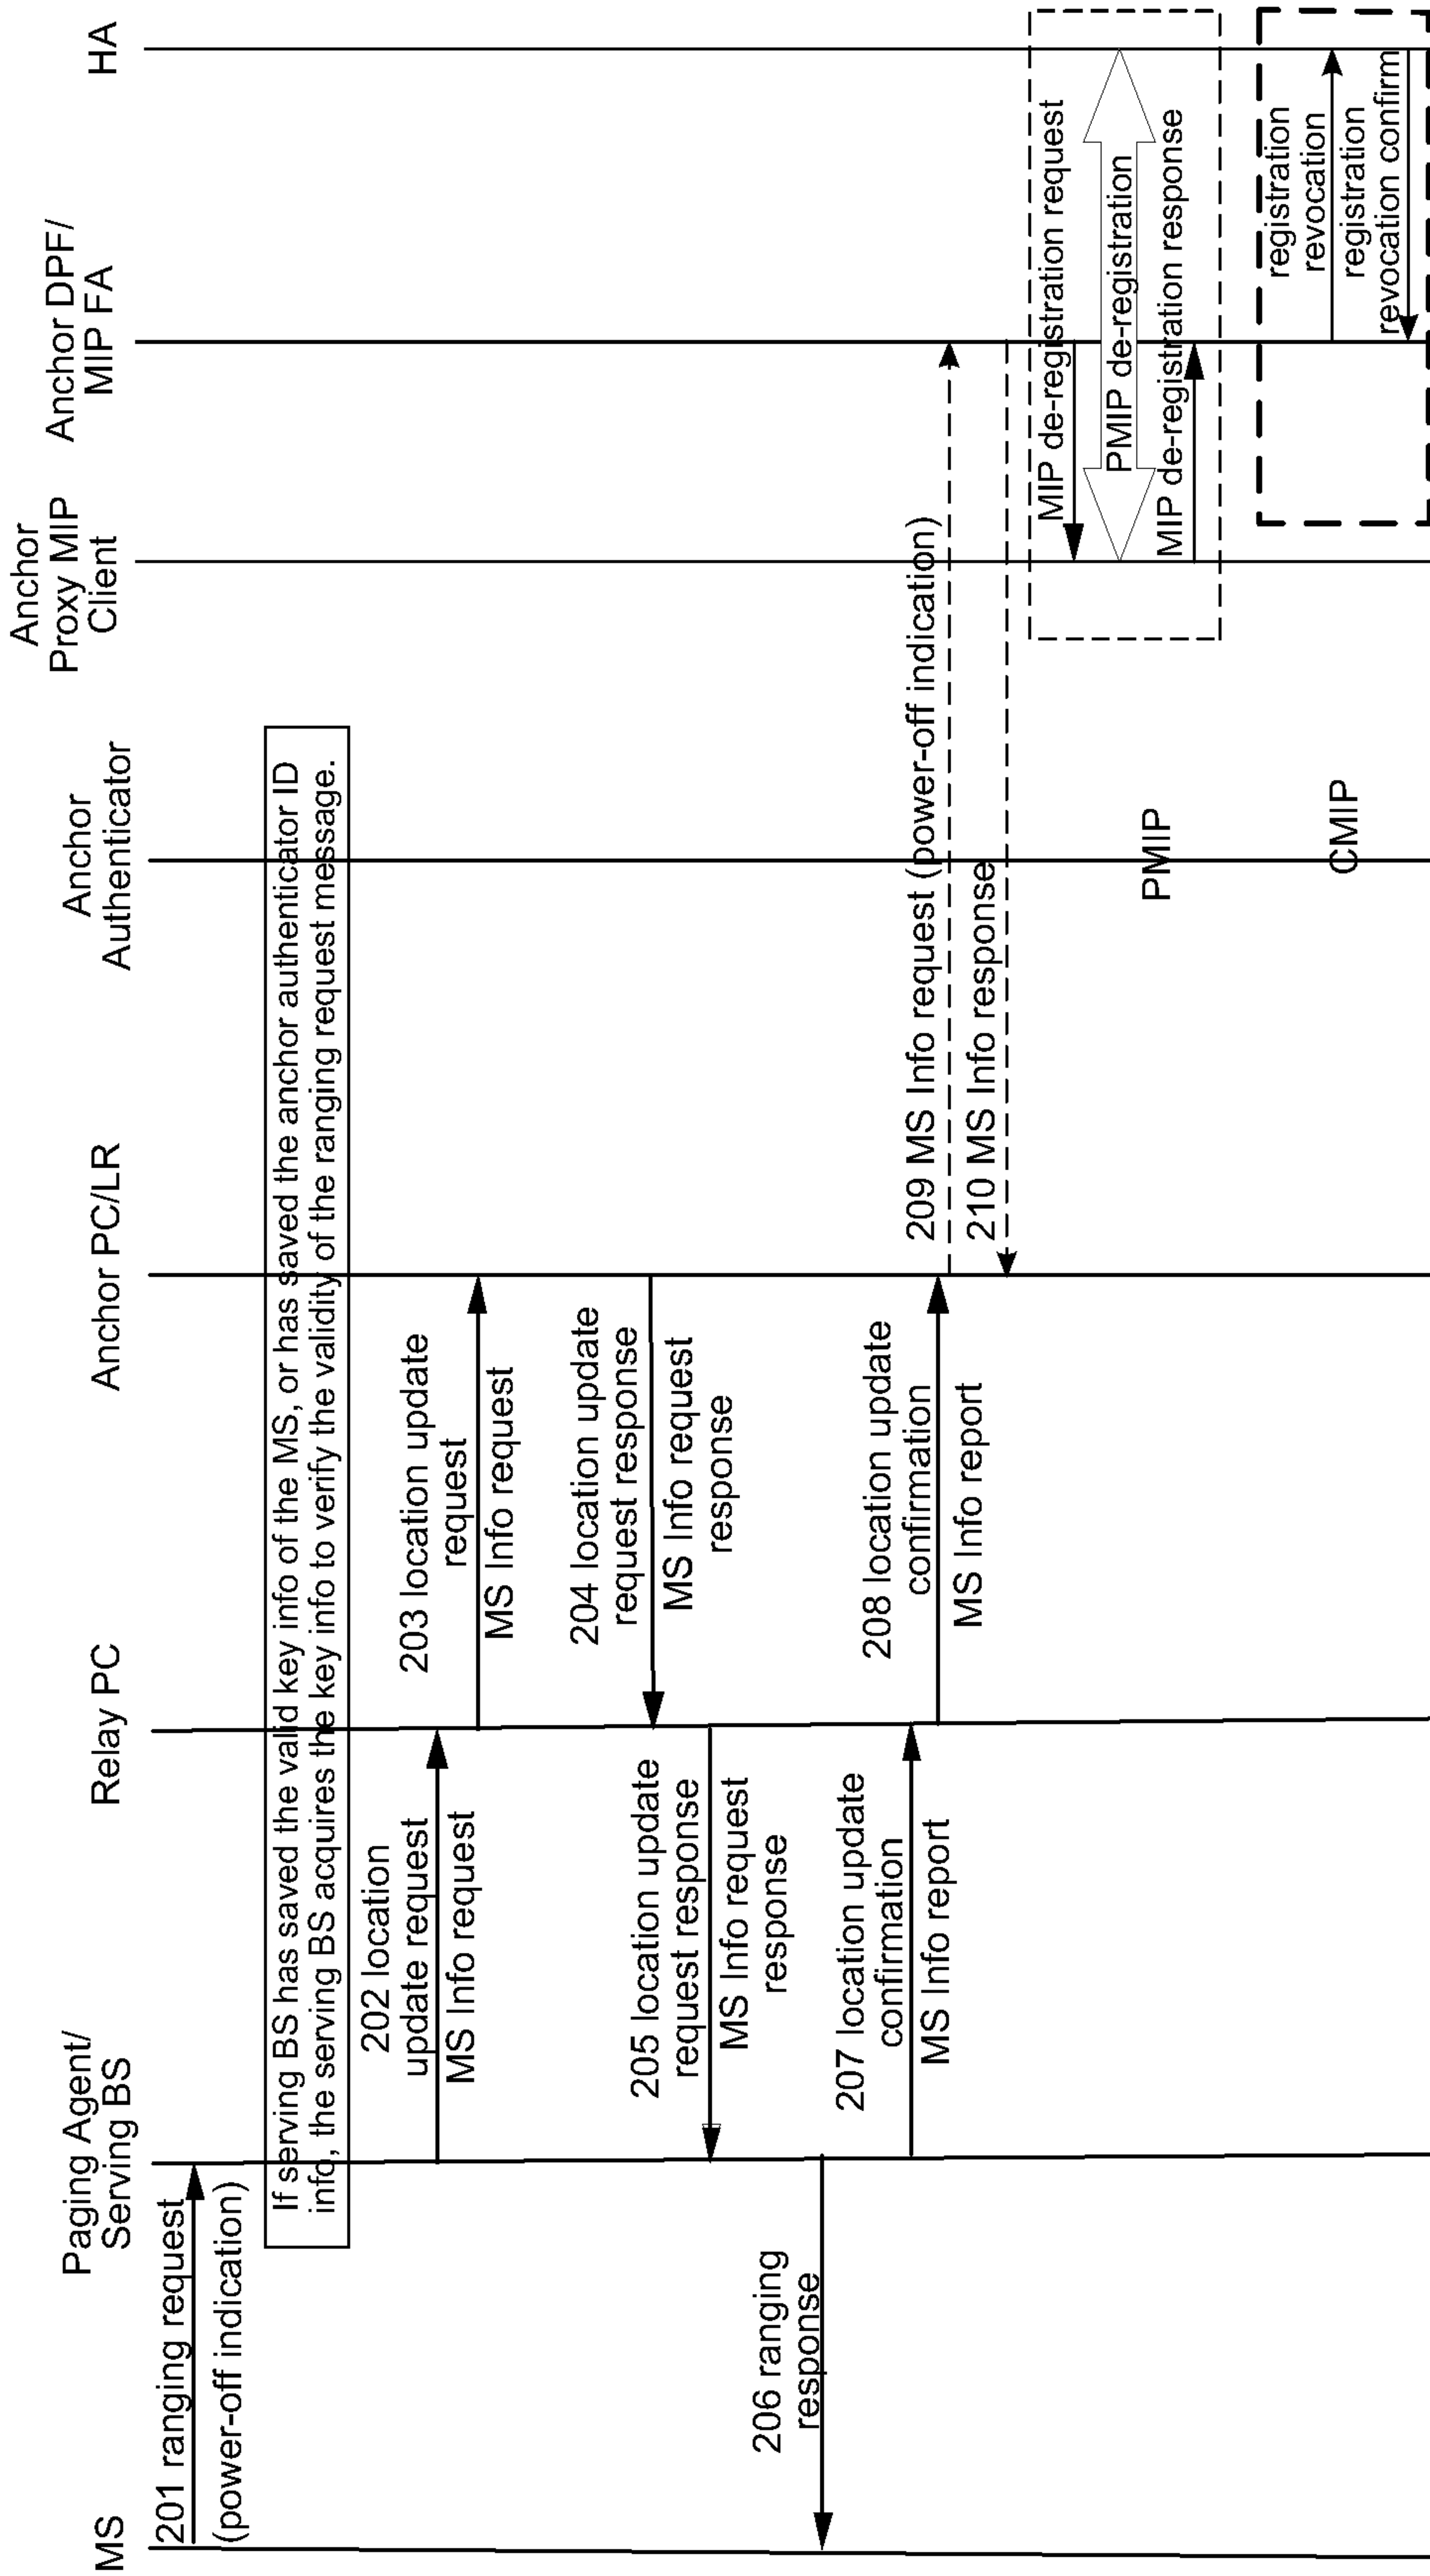 MS
Paging Agent/
Serving BS
Relay PC
Anchor PC/LR
Anchor
Authenticator
Anchor
Proxy MIP
Client
Anchor DPF/
MIP FA
HA
201 ranging request
(power-off indication)
If serving BS has saved the valid key info of the MS, or has saved the anchor authenticator ID
info, the serving BS acquires the key info to verify the validity of the ranging request message.
202 location
update request
MS Info request
203 location update
request
MS Info request
204 location update
request response
MS Info request
response
205 location update
request response
MS Info request
response
206 ranging
response
207 location update
confirmation
MS Info report
208 location update
confirmation
MS Info report
209 MS Info request (power-off indication)
210 MS Info response
PMIP
MIP de-registration request
PMIP de-registration
MIP de-registration response
CMIP
registration
revocation
registration
revocation confirm